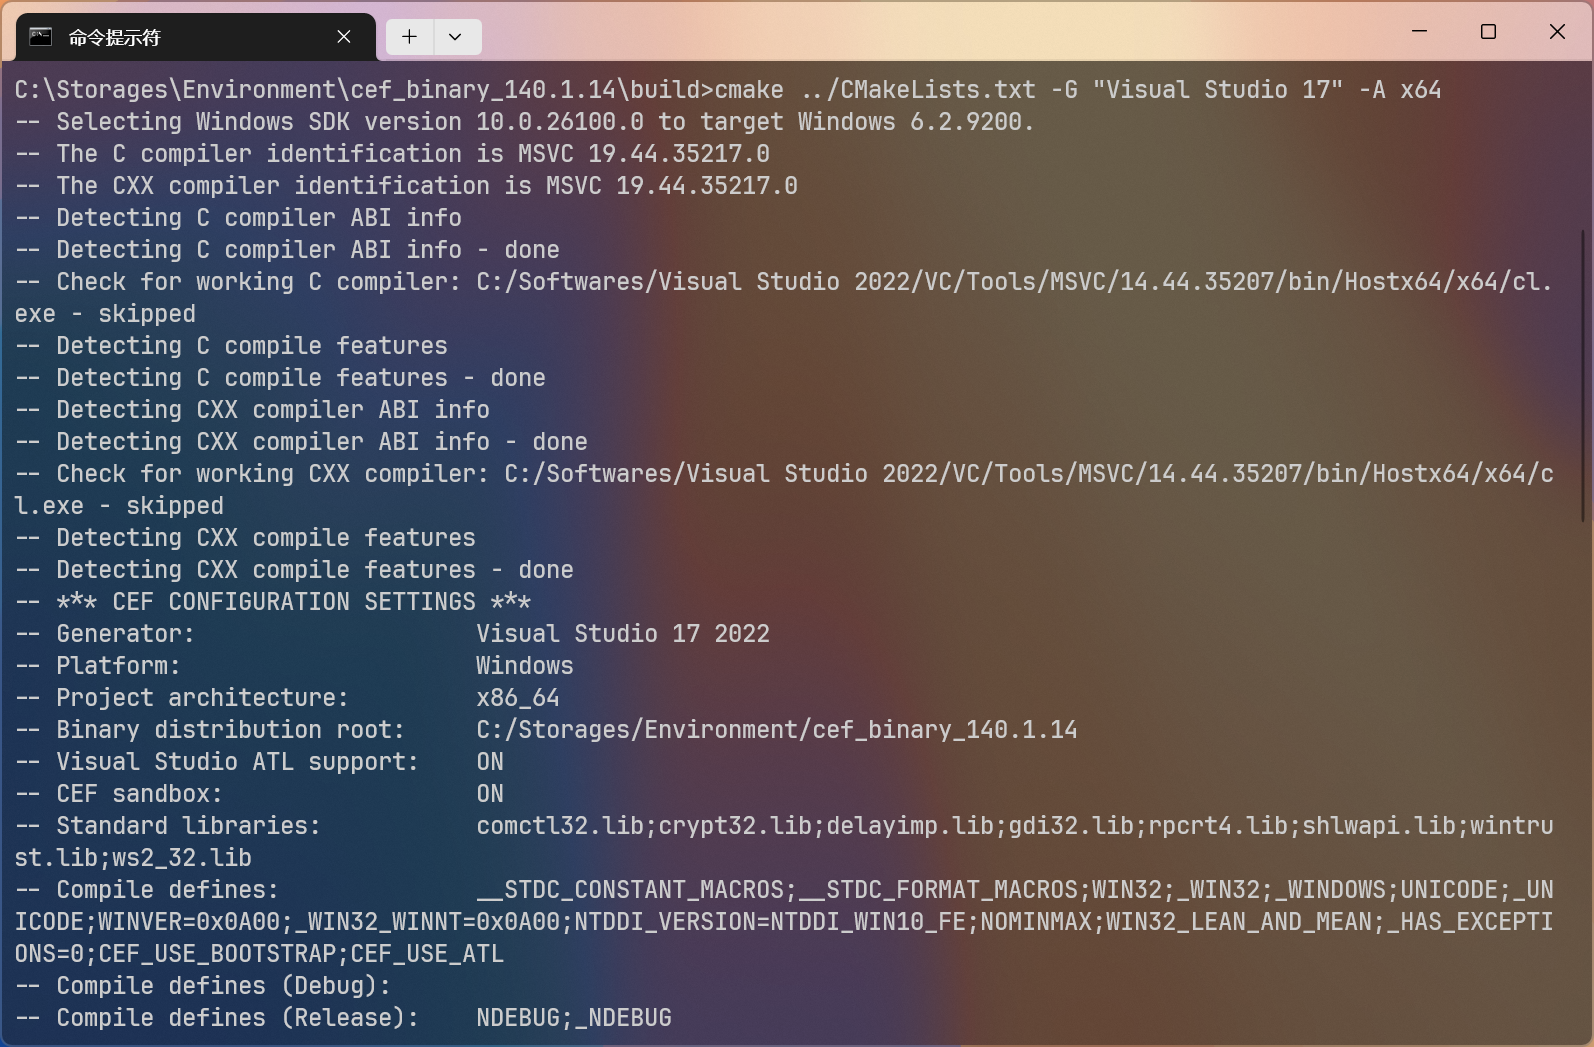 命令提示符
C:\Storages\Environment\cef_binary_140.1.14\build>cmake ../CMakeLists.txt -G "Visual Studio 17" -A x64
-- Selecting Windows SDK version 10.0.26100.0 to target Windows 6.2.9200.
-- The C compiler identification is MSVC 19.44.35217.0
-- The CXX compiler identification is MSVC 19.44.35217.0
-- Detecting C compiler ABI info
-- Detecting C compiler ABI info - done
-- Check for working C compiler: C:/Softwares/Visual Studio 2022/VC/Tools/MSVC/14.44.35207/bin/Hostx64/x64/cl.
exe - skipped
-- Detecting C compile features
-- Detecting C compile features - done
-- Detecting CXX compiler ABI info
-- Detecting CXX compiler ABI info - done
-- Check for working CXX compiler: C:/Softwares/Visual Studio 2022/VC/Tools/MSVC/14.44.35207/bin/Hostx64/x64/c
l.exe - skipped
-- Detecting CXX compile features
-- Detecting CXX compile features - done
-- *** CEF CONFIGURATION SETTINGS ***
-- Generator:                    Visual Studio 17 2022
-- Platform:                     Windows
-- Project architecture:         x86_64
-- Binary distribution root:     C:/Storages/Environment/cef_binary_140.1.14
-- Visual Studio ATL support:    ON
-- CEF sandbox:                  ON
-- Standard libraries:           comctl32.lib;crypt32.lib;delayimp.lib;gdi32.lib;rpcrt4.lib;shlwapi.lib;wintru
st.lib;ws2_32.lib
-- Compile defines:              __STDC_CONSTANT_MACROS;__STDC_FORMAT_MACROS;WIN32;_WIN32;_WINDOWS;UNICODE;_UN
ICODE;WINVER=0x0A00;_WIN32_WINNT=0x0A00;NTDDI_VERSION=NTDDI_WIN10_FE;NOMINMAX;WIN32_LEAN_AND_MEAN;_HAS_EXCEPTI
ONS=0;CEF_USE_BOOTSTRAP;CEF_USE_ATL
-- Compile defines (Debug):
-- Compile defines (Release):    NDEBUG;_NDEBUG